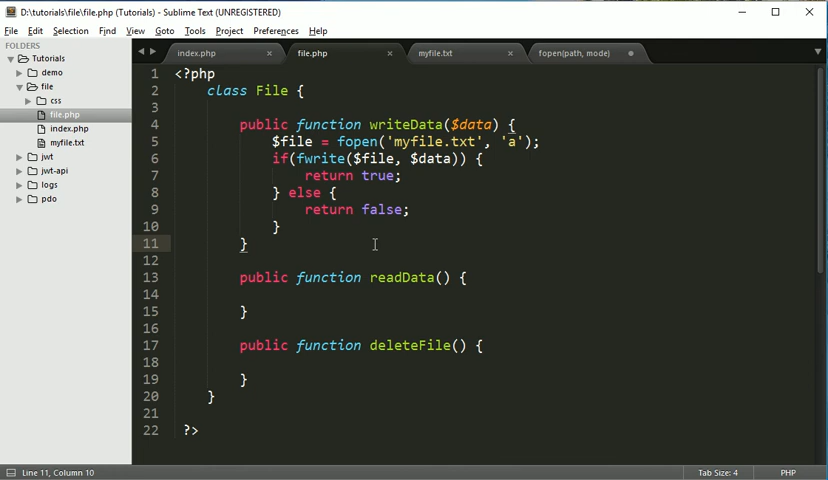 D:\tutorials\file\file.php (Tutorials) - Sublime Text (UNREGISTERED)
File Edit Selection Find View Goto Tools Project Preferences Help
FOLDERS
Tutorials
demo
file
css
file.php
index.php
myfile.txt
jwt
jwt-api
logs
pdo
index.php × file.php × myfile.txt × fopen(path, mode)
1 <?php
2 class File {
3
4 public function writeData($data) {
5 $file = fopen('myfile.txt', 'a');
6 if(fwrite($file, $data)) {
7 return true;
8 } else {
9 return false;
10 }
11 }
12
13 public function readData() {
14
15 }
16
17 public function deleteFile() {
18
19 }
20 }
21
22 ?>
Line 11, Column 10 Tab Size: 4 PHP